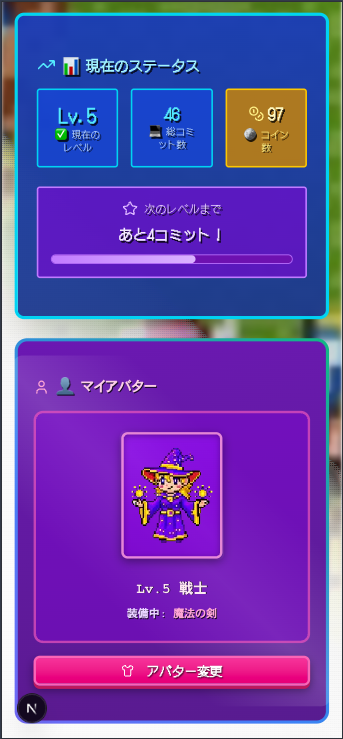 現在のステータス
Lv.5
現在の
レベル
46
総コミ
ット数
97
コイン
数
次のレベルまで
あと4コミット！
マイアバター
Lv.5 戦士
装備中: 魔法の剣
アバター変更
N